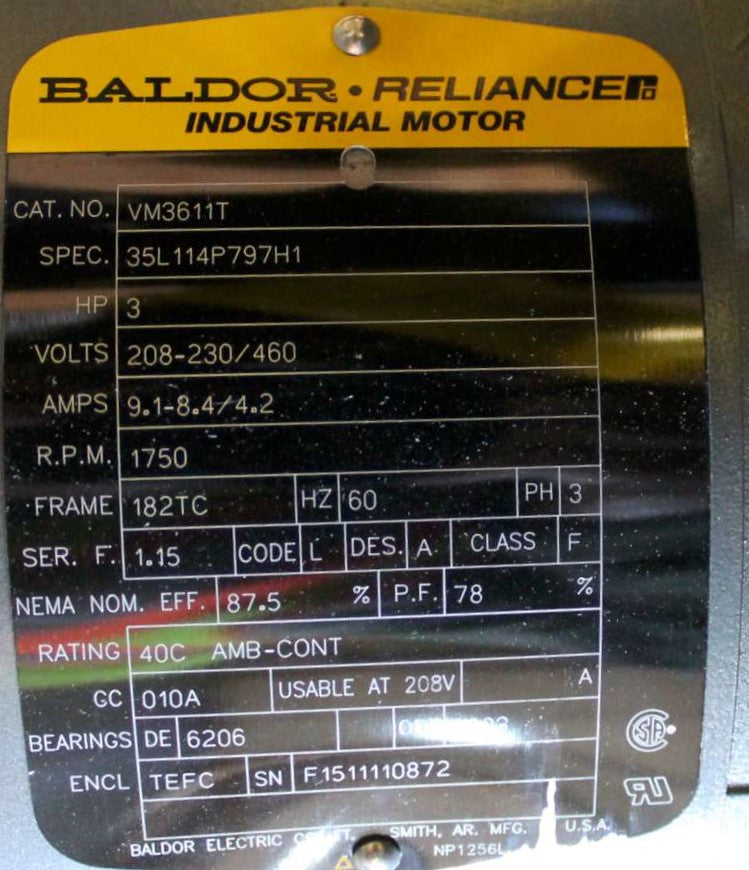 BALDOR • RELIANCE
INDUSTRIAL MOTOR
CAT. NO. VM3611T
SPEC. 35L114P797H1
HP 3
VOLTS 208-230/460
AMPS 9.1-8.4/4.2
R.P.M. 1750
FRAME 182TC HZ 60 PH 3
SER. F. 1.15 CODE L DES. A CLASS F
NEMA NOM. EFF. 87.5 % P.F. 78 %
RATING 40C AMB-CONT
GC 010A USABLE AT 208V A
BEARINGS DE 6206
ENCL TEFC SN F1511110872
BALDOR ELECTRIC SMITH, AR. MFG. U.S.A.
NP1256L